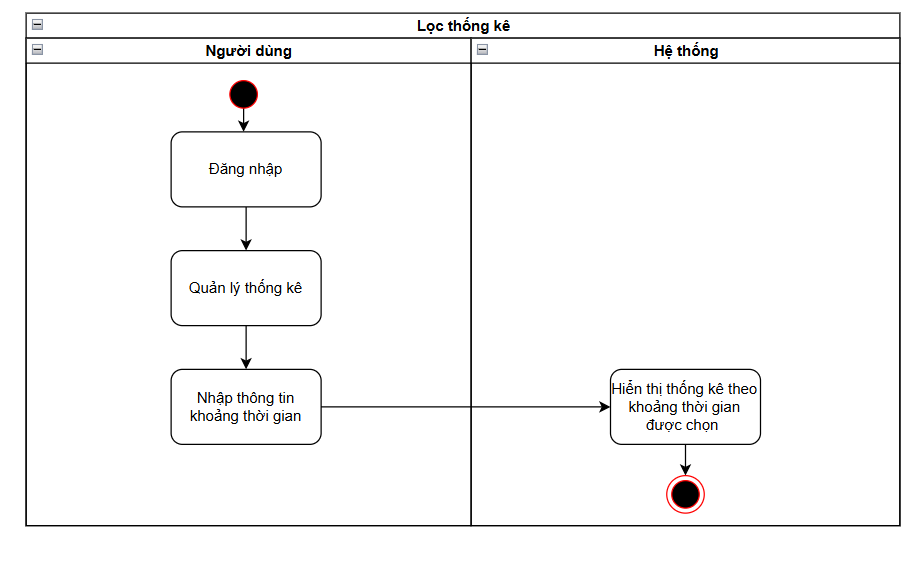 Lọc thống kê
Người dùng
Hệ thống
Đăng nhập
Quản lý thống kê
Nhập thông tin
khoảng thời gian
Hiển thị thống kê theo
khoảng thời gian
được chọn